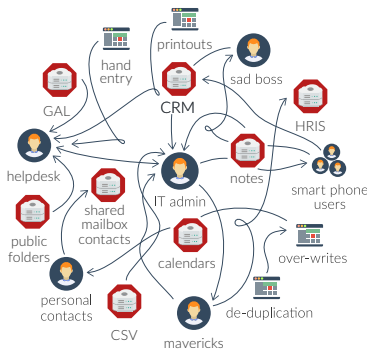 printouts
hand
entry
sad boss
GAL
CRM
HRIS
helpdesk
IT admin
notes
smart phone
users
shared
mailbox
contacts
public
folders
calendars
over-writes
personal
contacts
CSV
de-duplication
mavericks